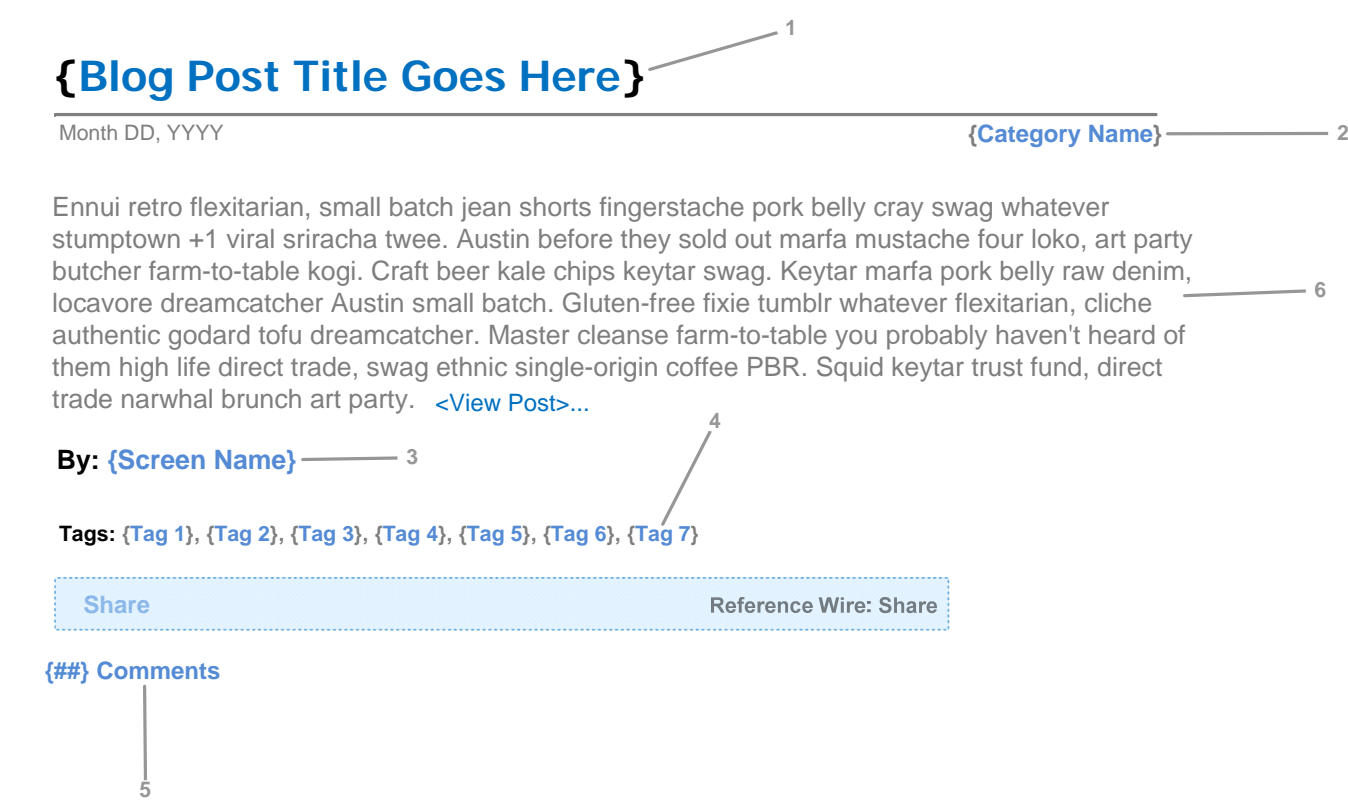 1
{Blog Post Title Goes Here}
Month DD, YYYY {Category Name} 2
Ennui retro flexitarian, small batch jean shorts fingerstache pork belly cray swag whatever
stumptown +1 viral sriracha twee. Austin before they sold out marfa mustache four loko, art party
butcher farm-to-table kogi. Craft beer kale chips keytar swag. Keytar marfa pork belly raw denim,
locavore dreamcatcher Austin small batch. Gluten-free fixie tumblr whatever flexitarian, cliche
6
authentic godard tofu dreamcatcher. Master cleanse farm-to-table you probably haven't heard of
them high life direct trade, swag ethnic single-origin coffee PBR. Squid keytar trust fund, direct
trade narwhal brunch art party. <View Post>...
4
By: {Screen Name} 3
Tags: {Tag 1}, {Tag 2}, {Tag 3}, {Tag 4}, {Tag 5}, {Tag 6}, {Tag 7}
Share Reference Wire: Share
{##} Comments
5